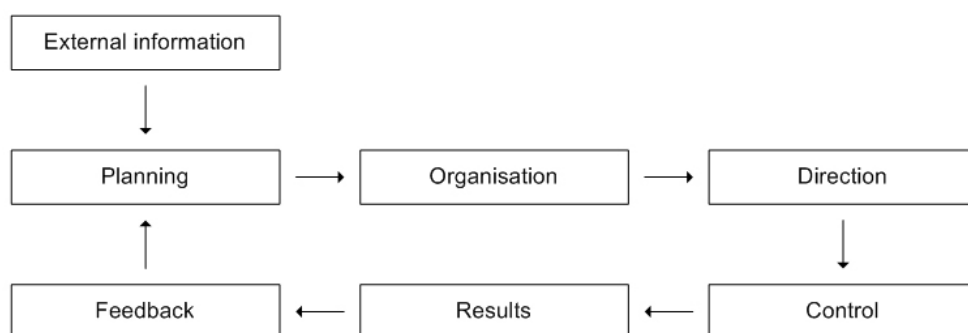 External information
Planning
Organisation
Direction
Feedback
Results
Control